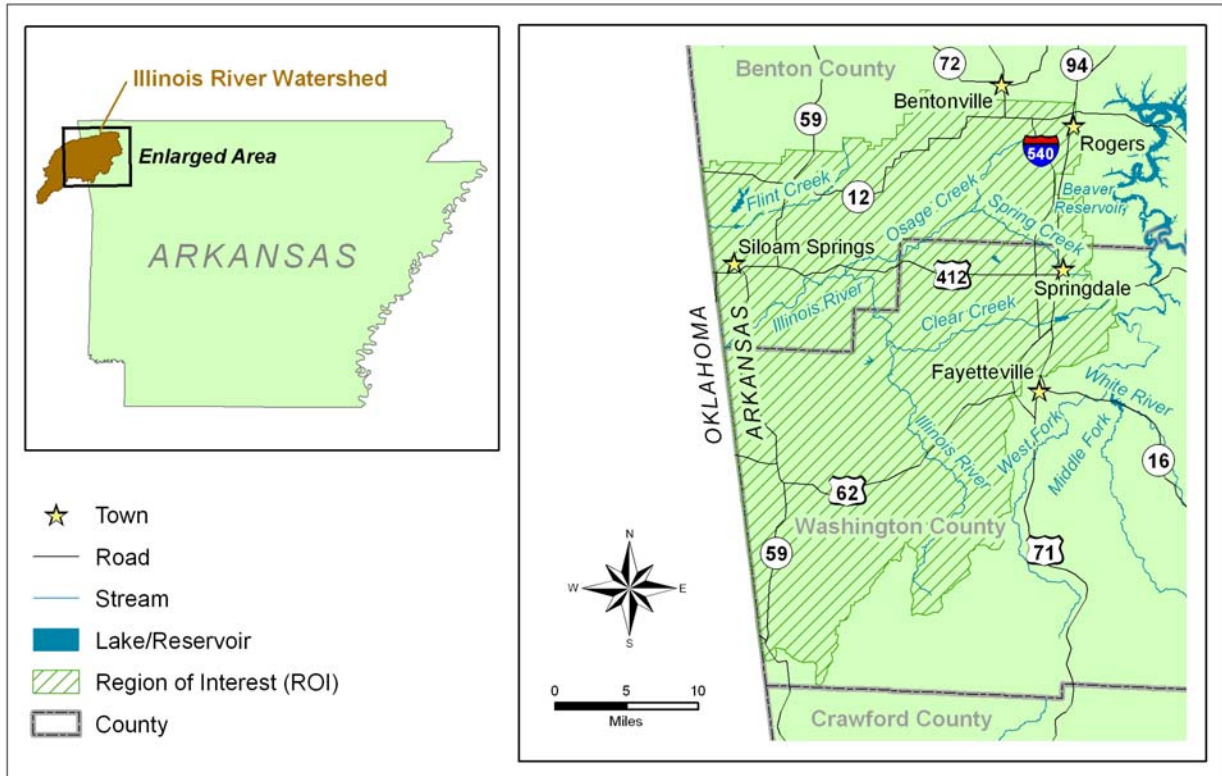 Illinois River Watershed
Enlarged Area
ARKANSAS
Town
Road
Stream
Lake/Reservoir
Region of Interest (ROI)
County
Benton County
72
94
Bentonville
59
Rogers
540
Flint Creek
12
Osage Creek
Spring Creek
Beaver
Reservoir
Siloam Springs
412
Springdale
Illinois River
Clear Creek
OKLAHOMA
ARKANSAS
Fayetteville
White River
Illinois River
West Fork
Middle Fork
16
62
Washington County
59
71
N
W
E
S
0 5 10
Miles
Crawford County